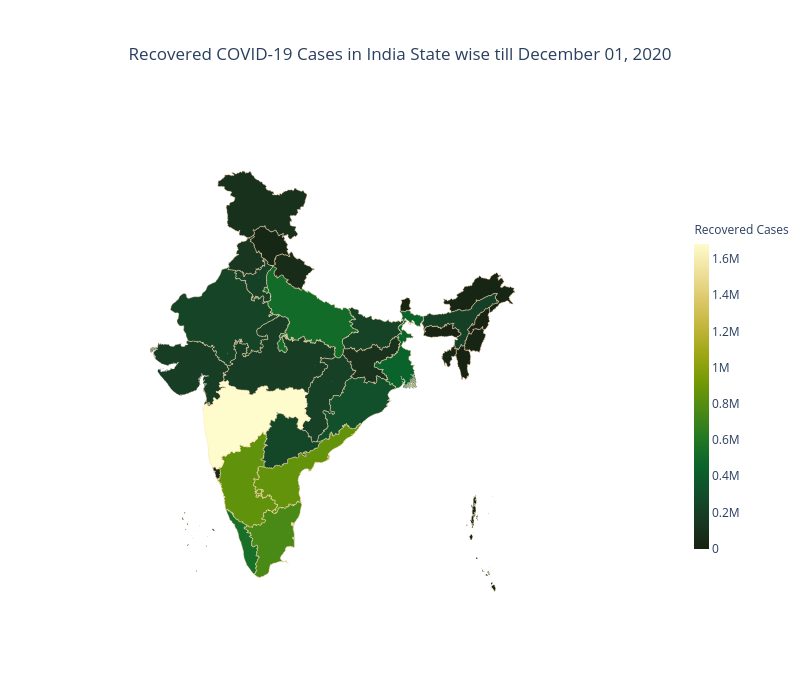 Recovered COVID-19 Cases in India State wise till December 01, 2020
Recovered Cases
1.6M
1.4M
1.2M
1M
0.8M
0.6M
0.4M
0.2M
0